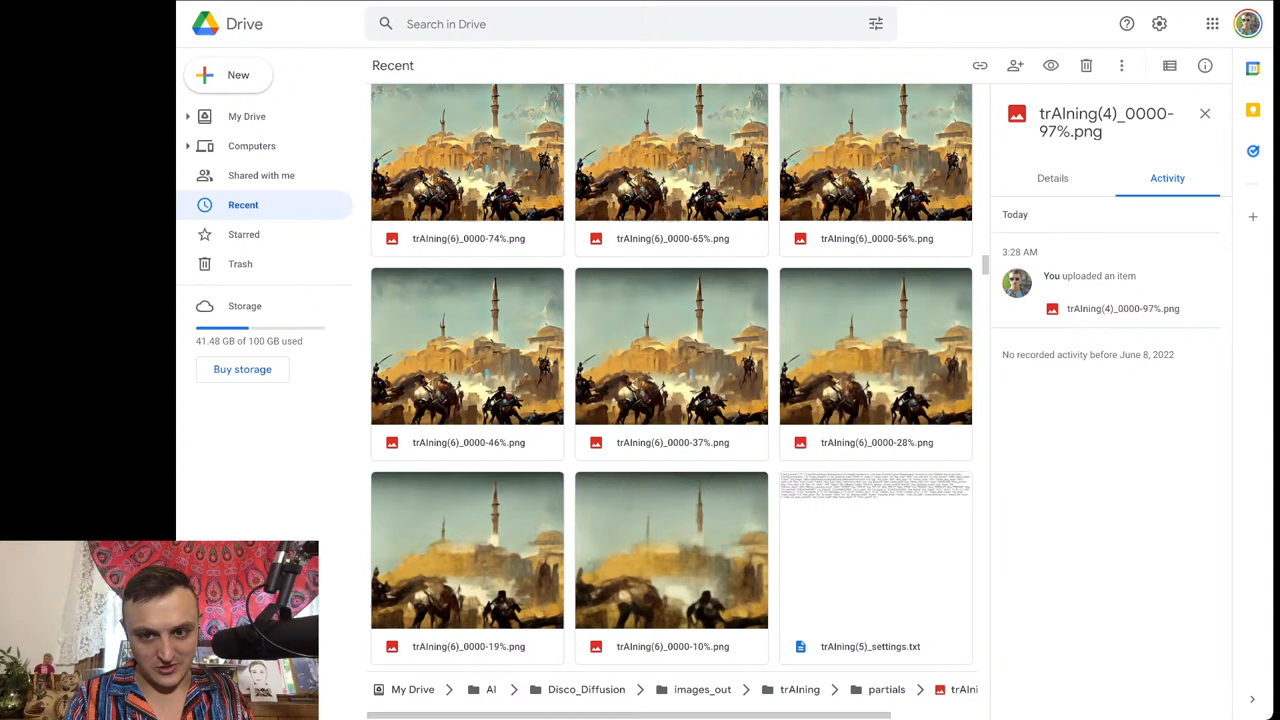 Drive
Search in Drive
New
Recent
My Drive
Computers
Shared with me
Recent
Starred
Trash
Storage
41.48 GB of 100 GB used
Buy storage
trAIning(6)_0000-74%.png
trAIning(6)_0000-65%.png
trAIning(6)_0000-56%.png
trAIning(6)_0000-46%.png
trAIning(6)_0000-37%.png
trAIning(6)_0000-28%.png
trAIning(6)_0000-19%.png
trAIning(6)_0000-10%.png
trAIning(5)_settings.txt
My Drive
AI
Disco_Diffusion
images_out
trAIning
partials
trAIni
trAIning(4)_0000-
97%.png
Details
Activity
Today
3:28 AM
You uploaded an item
trAIning(4)_0000-97%.png
No recorded activity before June 8, 2022
31